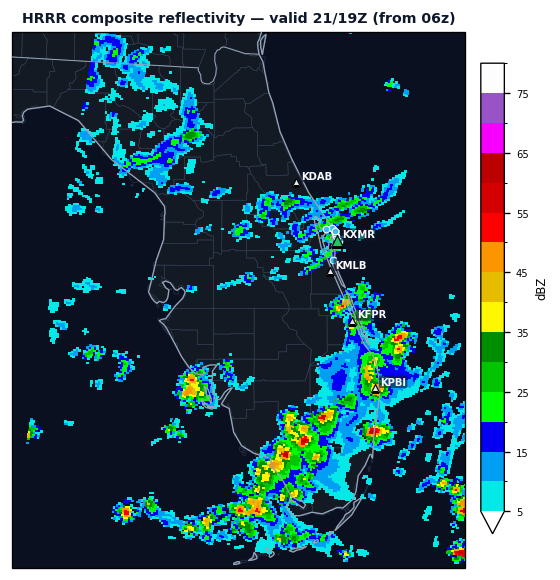 HRRR composite reflectivity — valid 21/19Z (from 06z)
KDAB
KXMR
KMLB
KFPR
KPBI
75
65
55
45
35
25
15
5
dBZ